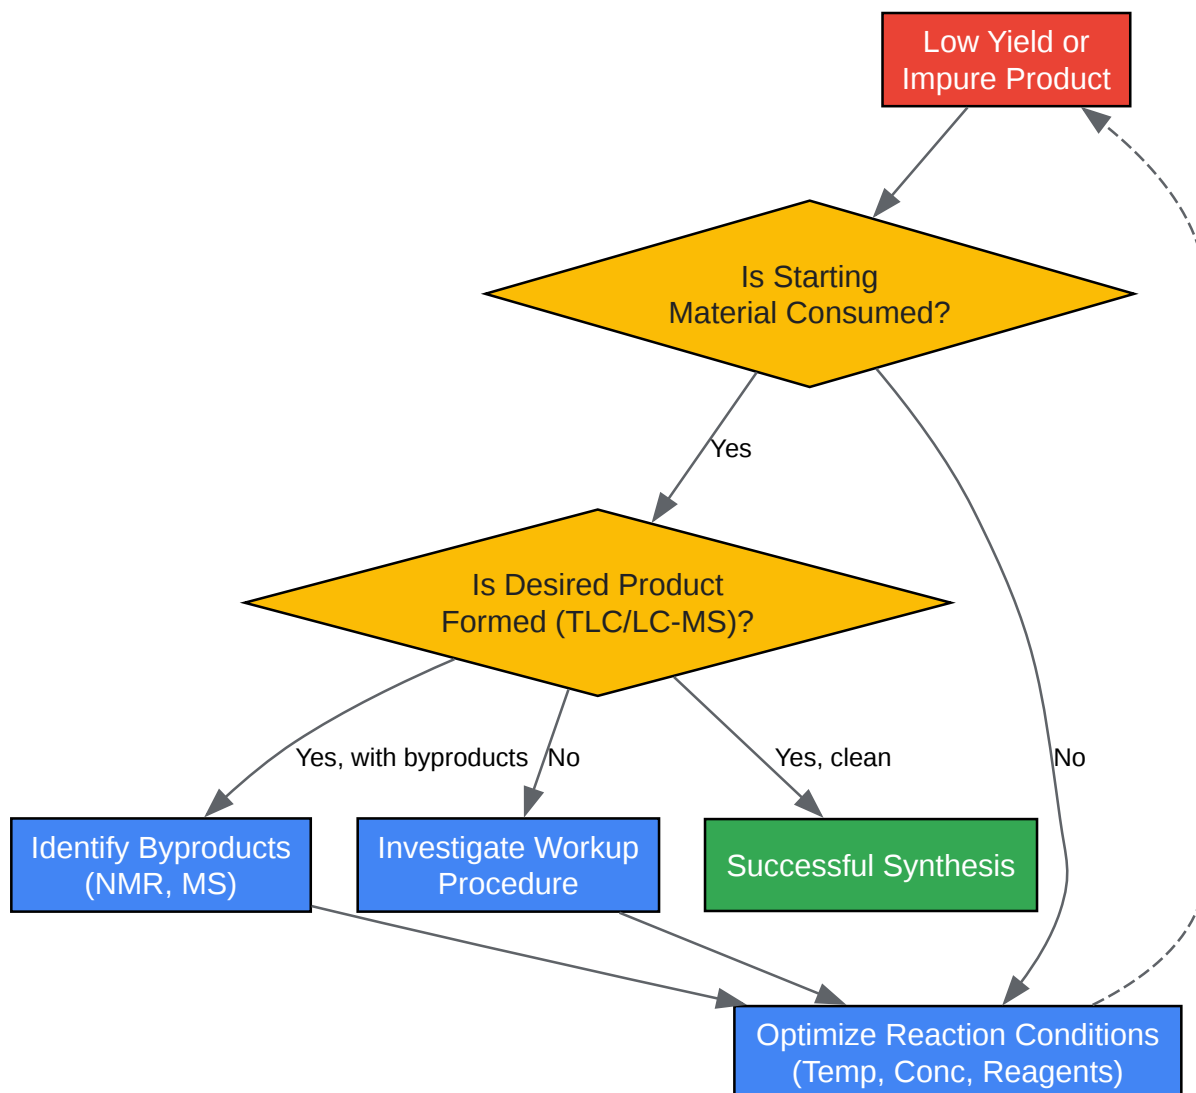 Low Yield or
Impure Product
Is Starting
Material Consumed?
Yes
Is Desired Product
Formed (TLC/LC-MS)?
Yes, with byproducts
No
Yes, clean
No
Identify Byproducts
(NMR, MS)
Investigate Workup
Procedure
Successful Synthesis
Optimize Reaction Conditions
(Temp, Conc, Reagents)